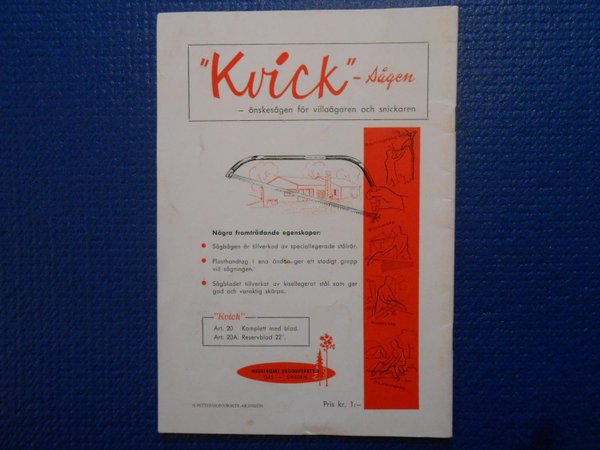 "Kvick" - sågen
– önskesågen för villaägaren och snickaren
Några framträdande egenskaper:
Sågbågen är tillverkad av speciallegerade stålrör.
Plasthandtag i ena ändan ger ett stadigt grepp
vid sågningen.
Sågbladet tillverkat av kisellegerat stål som ger
god och varaktig skärpa.
"Kvick"
Art. 20 Komplett med blad.
Art. 20A. Reservblad 22".
SWEDEN
Pris kr. 1:–